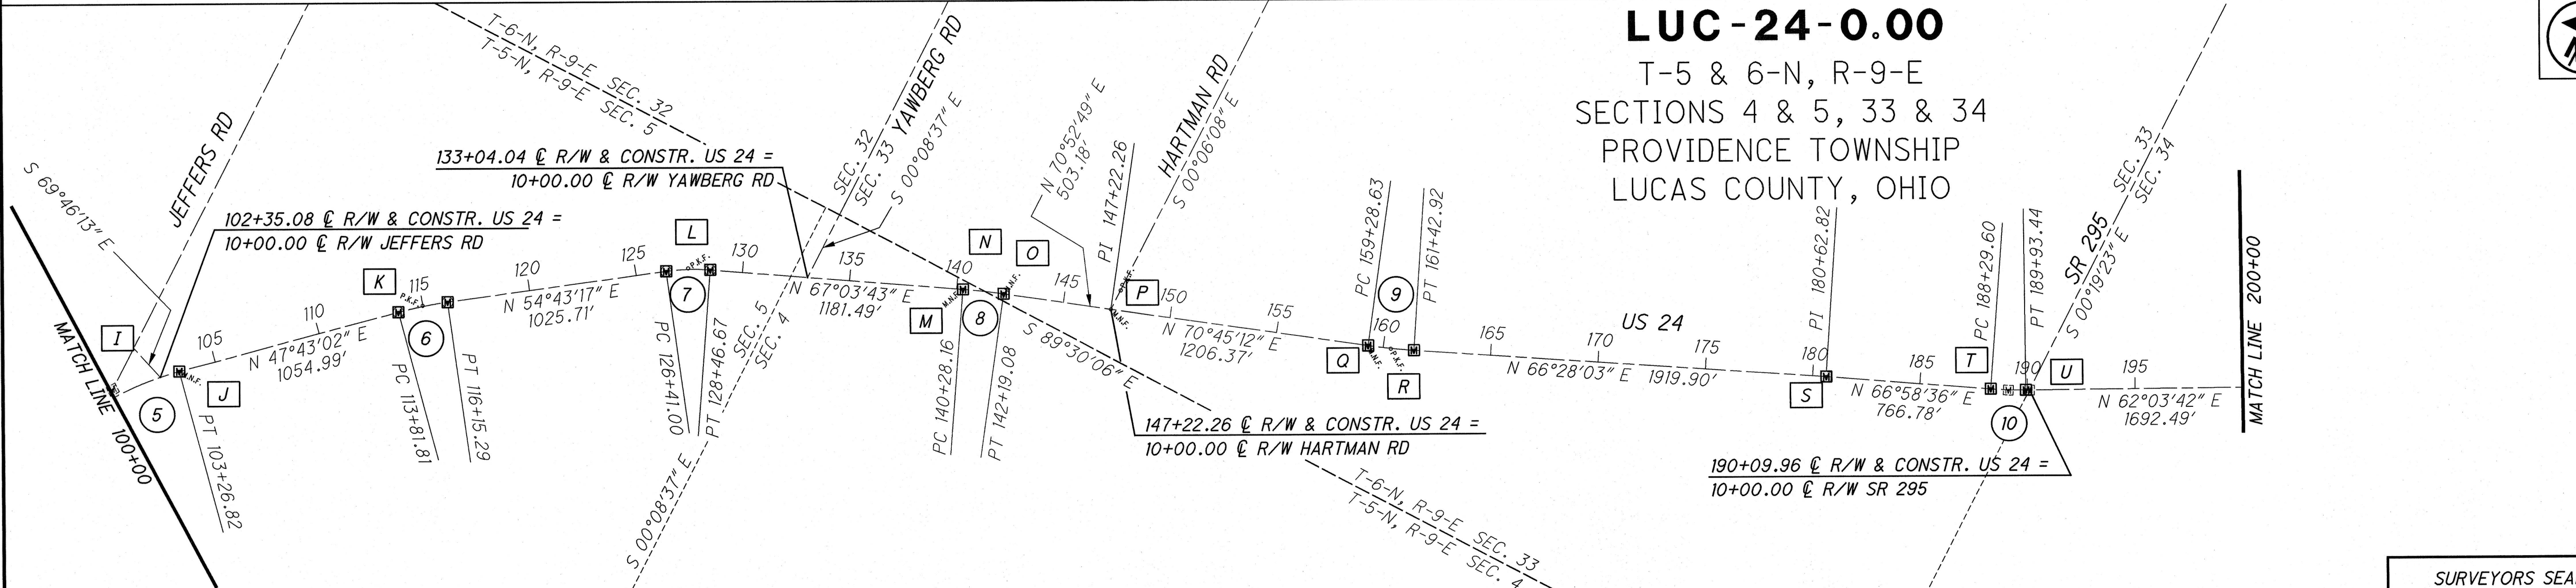 LUC-24-0.00
T-5 & 6-N, R-9-E
SECTIONS 4 & 5, 33 & 34
PROVIDENCE TOWNSHIP
LUCAS COUNTY, OHIO
MATCH LINE 100+00
S 69°46'13" E
JEFFERS RD
102+35.08 ℄ R/W & CONSTR. US 24 =
10+00.00 ℄ R/W JEFFERS RD
I
5
J
M.N.F.
PT 103+26.82
105
110
N 47°43'02" E
1054.99'
K
P.K.F.
115
6
PC 113+81.81
PT 116+15.29
120
125
N 54°43'17" E
1025.71'
L
P.K.F.
7
PC 126+41.00
PT 128+46.67
T-6-N, R-9-E SEC. 32
T-5-N, R-9-E SEC. 5
133+04.04 ℄ R/W & CONSTR. US 24 =
10+00.00 ℄ R/W YAWBERG RD
130
135
N 67°03'43" E
1181.49'
SEC. 32
SEC. 33
YAWBERG RD
S 00°08'37" E
SEC. 5
SEC. 4
S 00°08'37" E
140
M
M.N.F.
N
M.N.F.
O
8
PC 140+28.16
PT 142+19.08
S 89°30'06" E
N 70°52'49" E
503.18'
145
PI 147+22.26
HARTMAN RD
S 00°06'08" E
P.K.F.
P
M.N.F.
147+22.26 ℄ R/W & CONSTR. US 24 =
10+00.00 ℄ R/W HARTMAN RD
150
155
N 70°45'12" E
1206.37'
PC 159+28.63
PT 161+42.92
9
160
Q
M.N.F.
P.K.F.
R
T-6-N, R-9-E SEC. 33
T-5-N, R-9-E SEC. 4
165
170
175
US 24
N 66°28'03" E 1919.90'
PI 180+62.82
180
S
185
N 66°58'36" E
766.78'
PC 188+29.60
PT 189+93.44
T
190
U
10
SR 295
S 00°19'23" E
SEC. 33
SEC. 34
190+09.96 ℄ R/W & CONSTR. US 24 =
10+00.00 ℄ R/W SR 295
195
N 62°03'42" E
1692.49'
MATCH LINE 200+00
SURVEYORS SEA